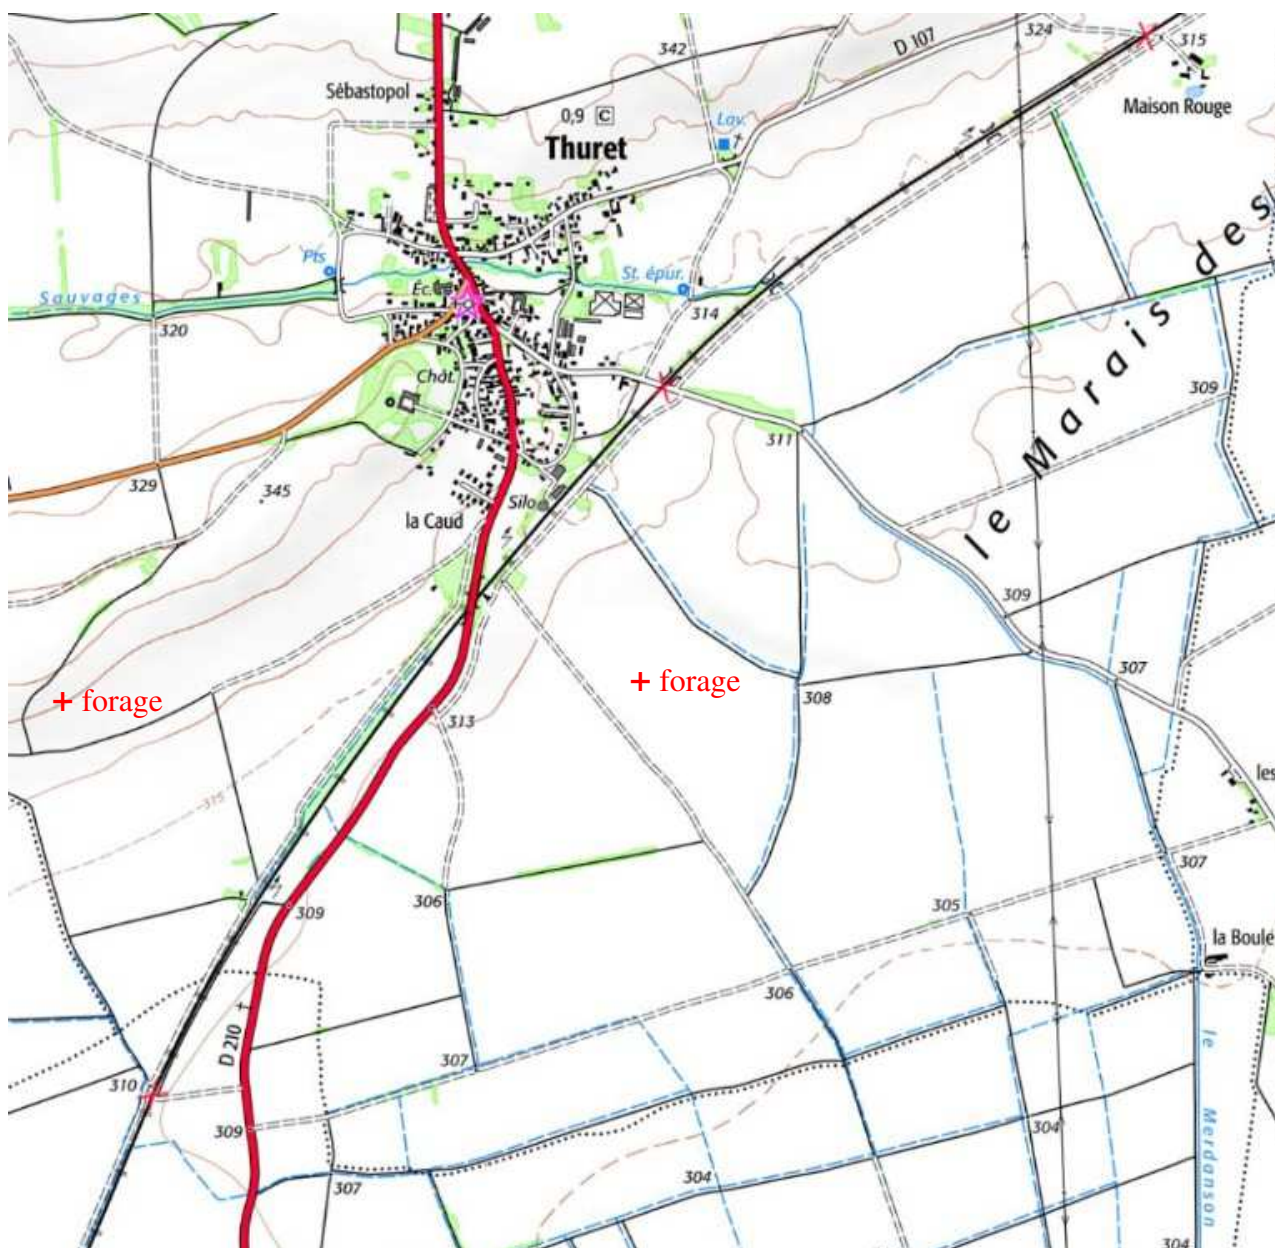 342
D 107
324
315
Sébastopol
0,9 C
Maison Rouge
Lav.
Thuret
Pts
St. épur.
Éc.
Sauvages
320
314
le Marais des
Chât.
309
311
329
345
Silo
la Caud
309
307
+ forage
+ forage
308
313
315
les
307
306
309
305
la Boule
306
D 210
307
310
le Merdanson
309
304
307
304
304